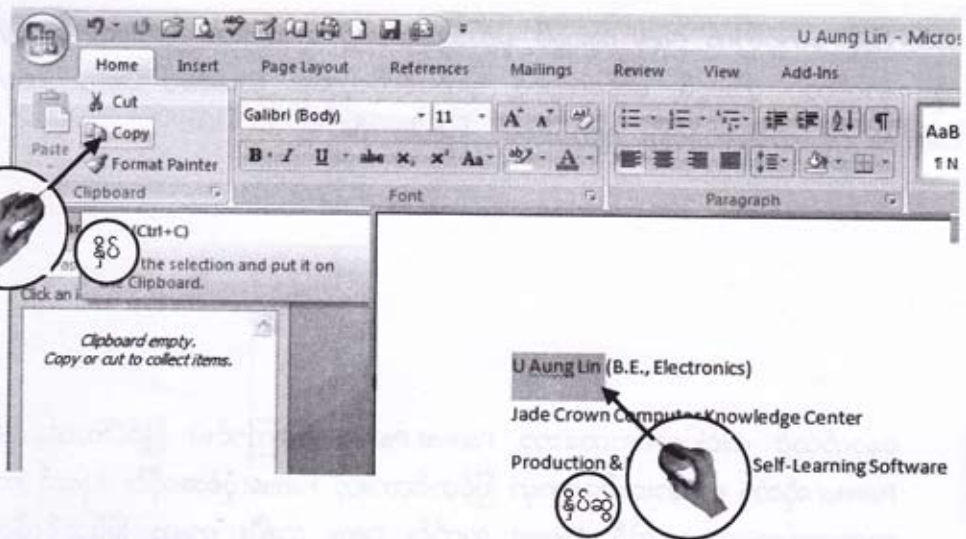 U Aung Lin - Micros
Home Insert Page Layout References Mailings Review View Add-Ins
Cut
Copy
Paste
Format Painter
Clipboard
Galibri (Body) 11
B I U abe x, x² Aa
Font
Paragraph
AaB
¶ N
(Ctrl+C)
နှိပ်
the selection and put it on
Clipboard.
Click an
Clipboard empty.
Copy or cut to collect items.
U Aung Lin (B.E., Electronics)
Jade Crown Computer Knowledge Center
Production & Self-Learning Software
နှိပ်ဆွဲ